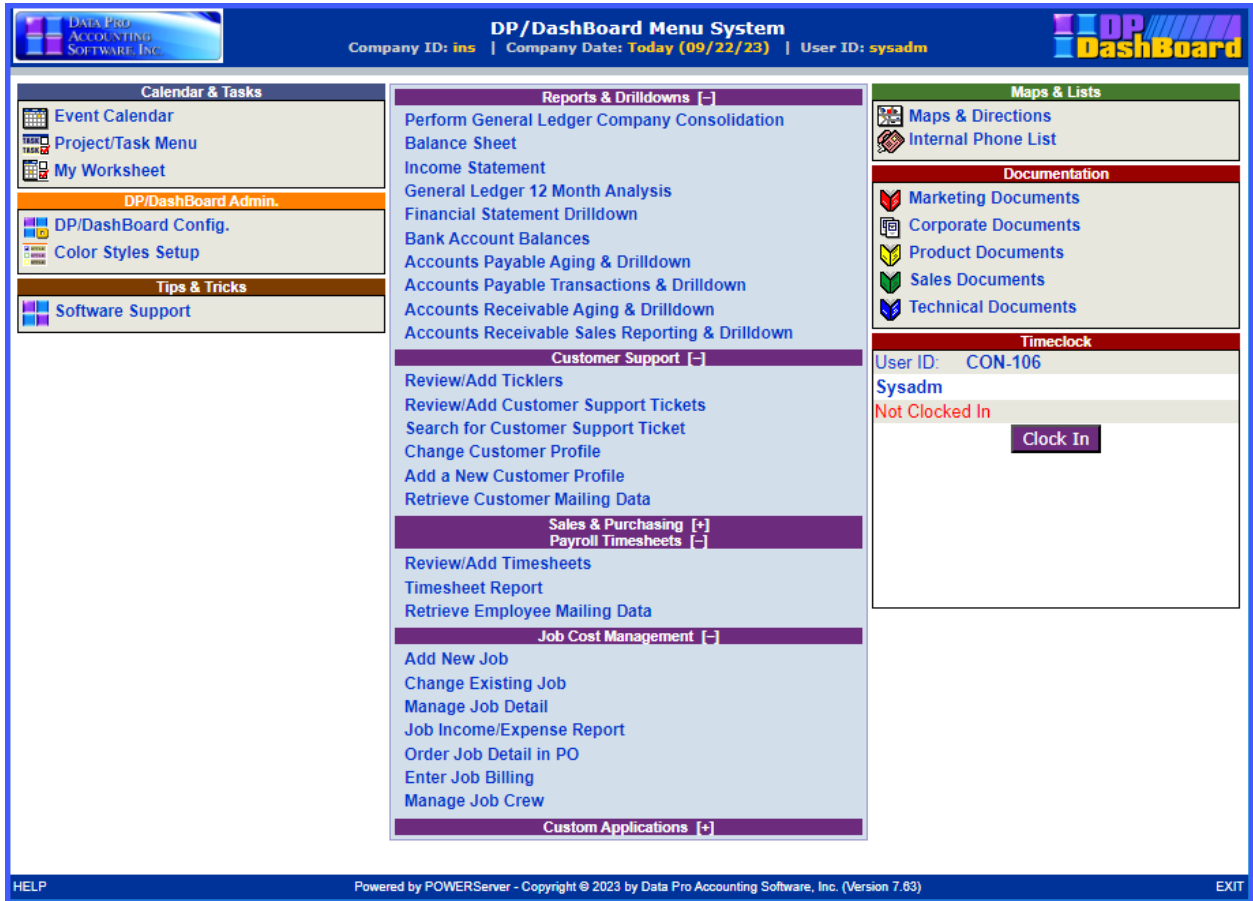 DATA PRO
ACCOUNTING
SOFTWARE, INC.
DP/DashBoard Menu System
Company ID: ins | Company Date: Today (09/22/23) | User ID: sysadm
DP
DashBoard
Calendar & Tasks
Event Calendar
Project/Task Menu
My Worksheet
DP/DashBoard Admin.
DP/DashBoard Config.
Color Styles Setup
Tips & Tricks
Software Support
Reports & Drilldowns [–]
Perform General Ledger Company Consolidation
Balance Sheet
Income Statement
General Ledger 12 Month Analysis
Financial Statement Drilldown
Bank Account Balances
Accounts Payable Aging & Drilldown
Accounts Payable Transactions & Drilldown
Accounts Receivable Aging & Drilldown
Accounts Receivable Sales Reporting & Drilldown
Customer Support [–]
Review/Add Ticklers
Review/Add Customer Support Tickets
Search for Customer Support Ticket
Change Customer Profile
Add a New Customer Profile
Retrieve Customer Mailing Data
Sales & Purchasing [+]
Payroll Timesheets [–]
Review/Add Timesheets
Timesheet Report
Retrieve Employee Mailing Data
Job Cost Management [–]
Add New Job
Change Existing Job
Manage Job Detail
Job Income/Expense Report
Order Job Detail in PO
Enter Job Billing
Manage Job Crew
Custom Applications [+]
Maps & Lists
Maps & Directions
Internal Phone List
Documentation
Marketing Documents
Corporate Documents
Product Documents
Sales Documents
Technical Documents
Timeclock
User ID: CON-106
Sysadm
Not Clocked In
Clock In
HELP
Powered by POWERServer - Copyright © 2023 by Data Pro Accounting Software, Inc. (Version 7.63)
EXIT